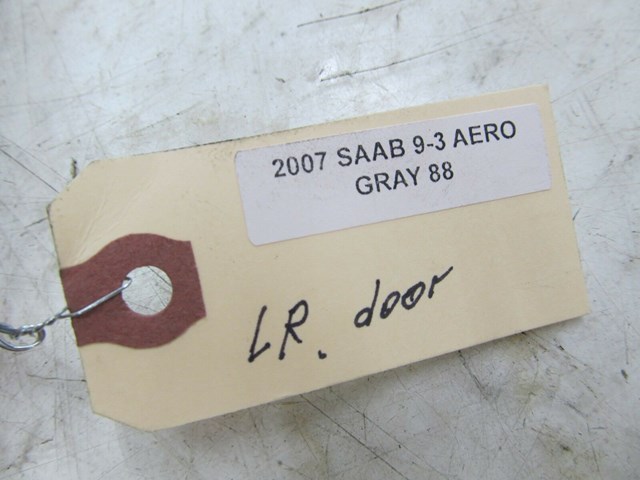 2007 SAAB 9-3 AERO
GRAY 88
LR. door